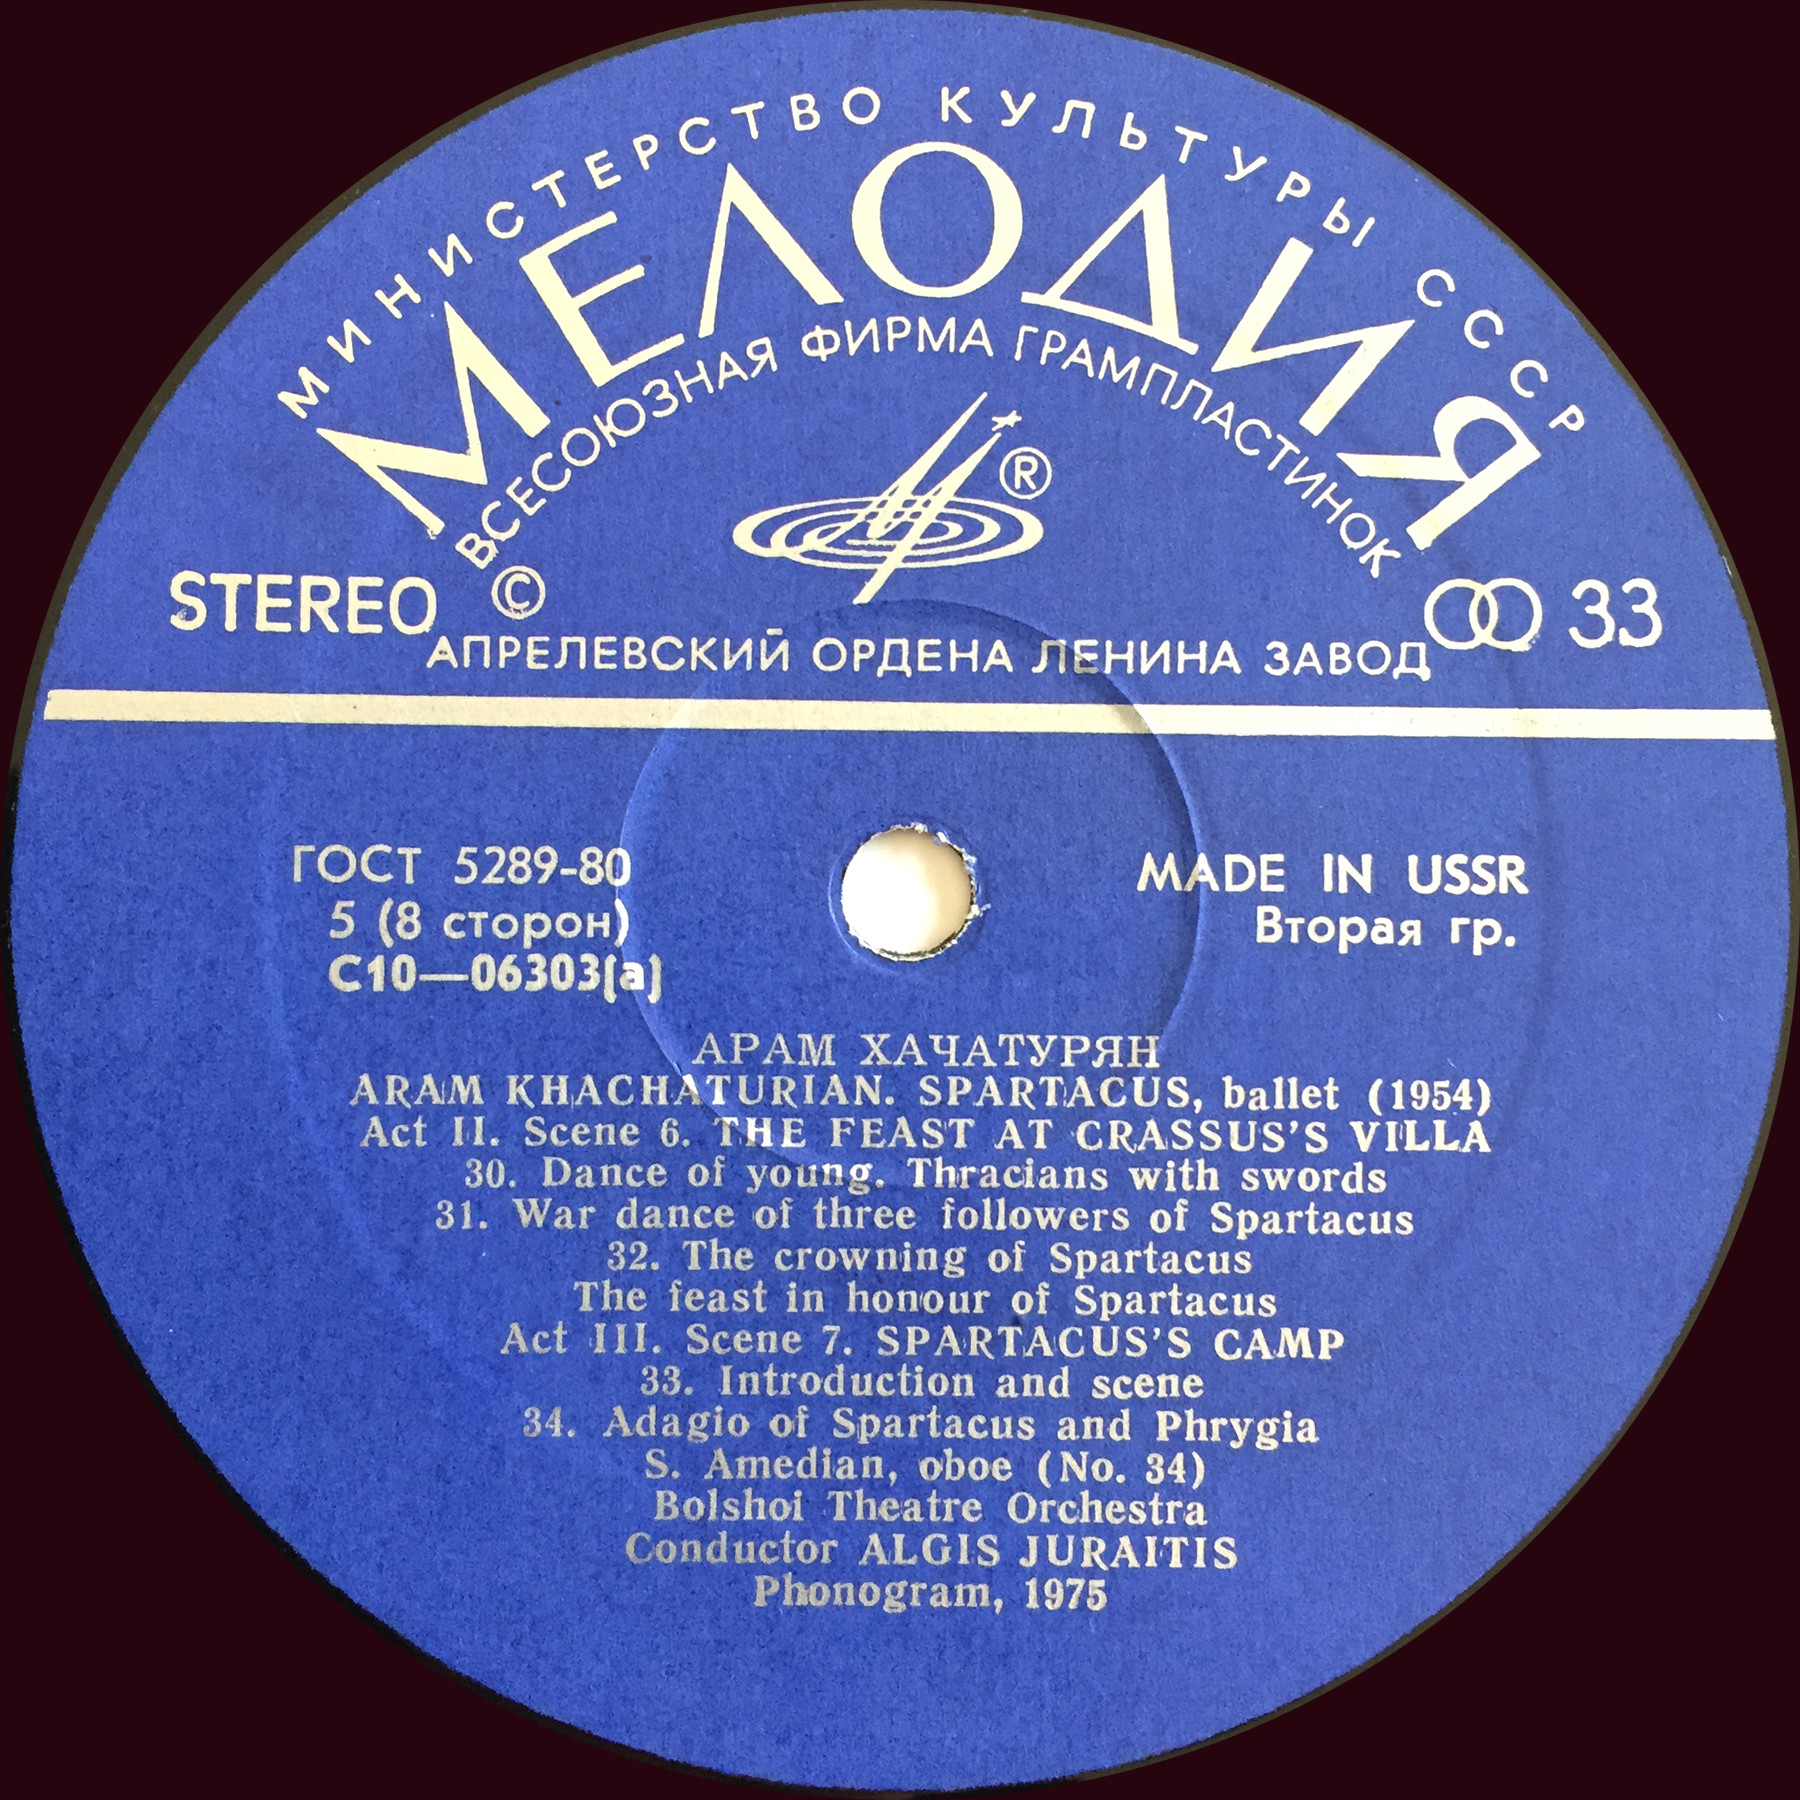 МИНИСТЕРСТВО КУЛЬТУРЫ СССР
МЕЛОДИЯ
ВСЕСОЮЗНАЯ ФИРМА ГРАМПЛАСТИНОК
®
STEREO © 33
АПРЕЛЕВСКИЙ ОРДЕНА ЛЕНИНА ЗАВОД
ГОСТ 5289-80
5 (8 сторон)
С10—06303(а)
MADE IN USSR
Вторая гр.
АРАМ ХАЧАТУРЯН
ARAM KHACHATURIAN. SPARTACUS, ballet (1954)
Act II. Scene 6. THE FEAST AT CRASSUS'S VILLA
30. Dance of young. Thracians with swords
31. War dance of three followers of Spartacus
32. The crowning of Spartacus
The feast in honour of Spartacus
Act III. Scene 7. SPARTACUS'S CAMP
33. Introduction and scene
34. Adagio of Spartacus and Phrygia
S. Amedian, oboe (No. 34)
Bolshoi Theatre Orchestra
Conductor ALGIS JURAITIS
Phonogram, 1975